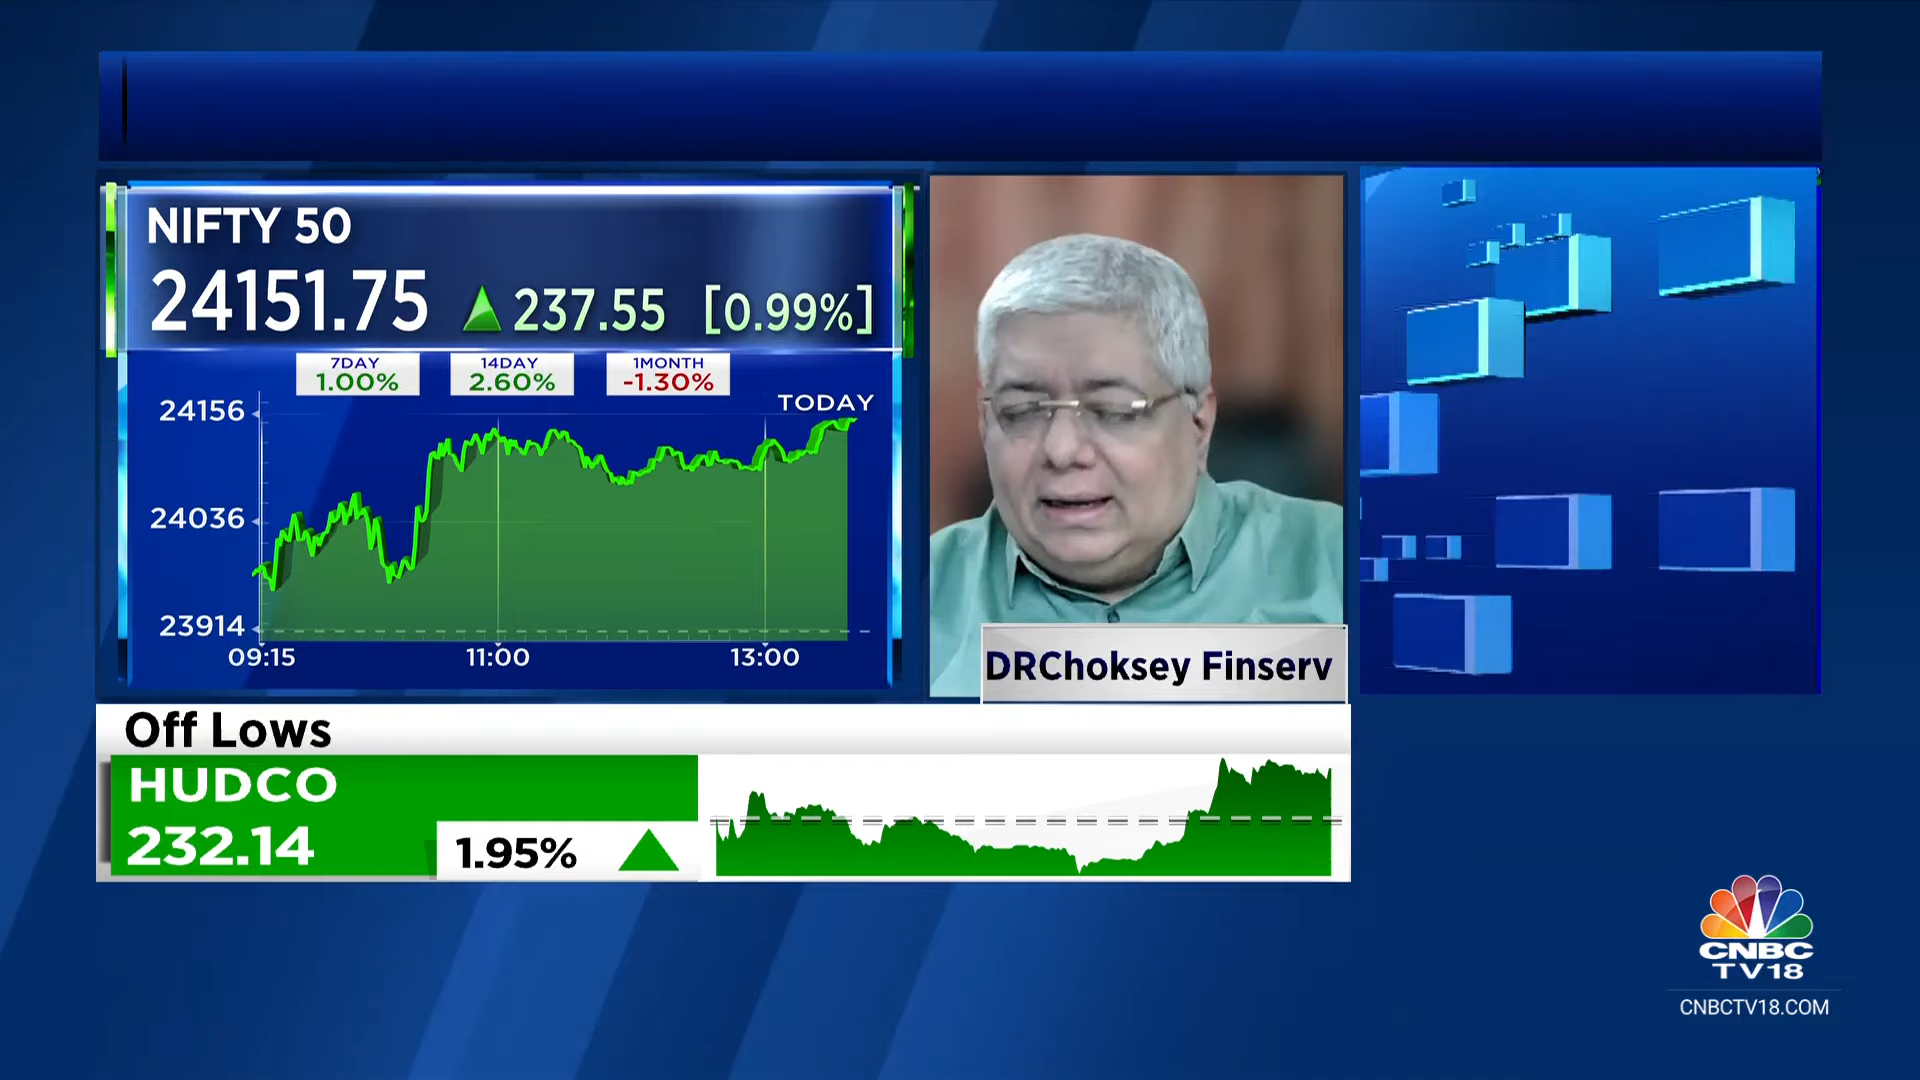 NIFTY 50
24151.75 ▲ 237.55 [0.99%]
7DAY
1.00%
14DAY
2.60%
1MONTH
-1.30%
TODAY
24156
24036
23914
09:15
11:00
13:00
DRChoksey Finserv
Off Lows
HUDCO
232.14
1.95%
CNBC
TV18
CNBCTV18.COM